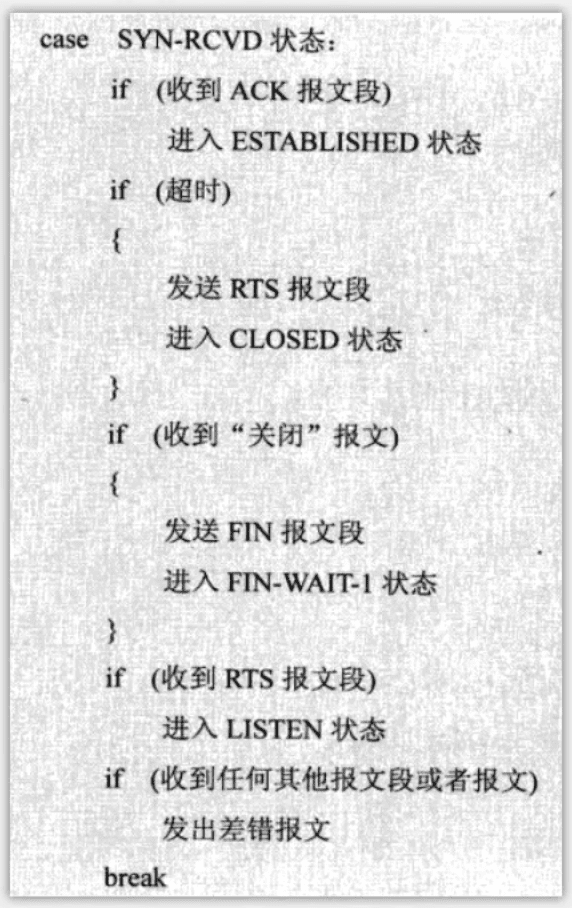 case SYN-RCVD 状态：
if (收到 ACK 报文段)
进入 ESTABLISHED 状态
if (超时)
{
发送 RTS 报文段
进入 CLOSED 状态
}
if (收到“关闭”报文)
{
发送 FIN 报文段
进入 FIN-WAIT-1 状态
}
if (收到 RTS 报文段)
进入 LISTEN 状态
if (收到任何其他报文段或者报文)
发出差错报文
break